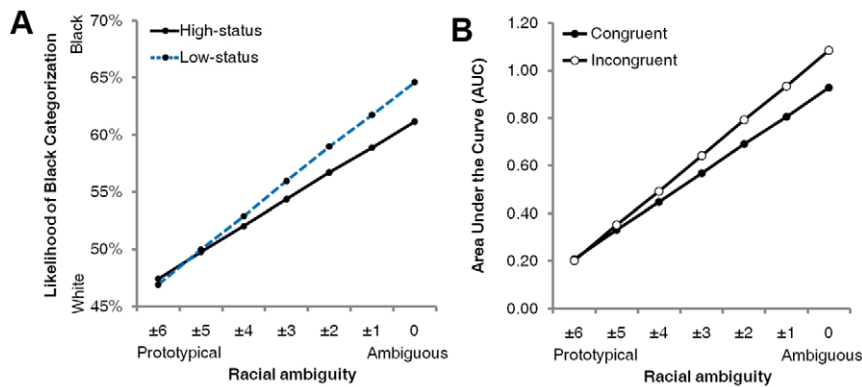 A
70%
65%
60%
55%
50%
45%
Black
White
Likelihood of Black Categorization
High-status
Low-status
±6 ±5 ±4 ±3 ±2 ±1 0
Prototypical Ambiguous
Racial ambiguity
B
1.20
1.00
0.80
0.60
0.40
0.20
0.00
Area Under the Curve (AUC)
Congruent
Incongruent
±6 ±5 ±4 ±3 ±2 ±1 0
Prototypical Ambiguous
Racial ambiguity